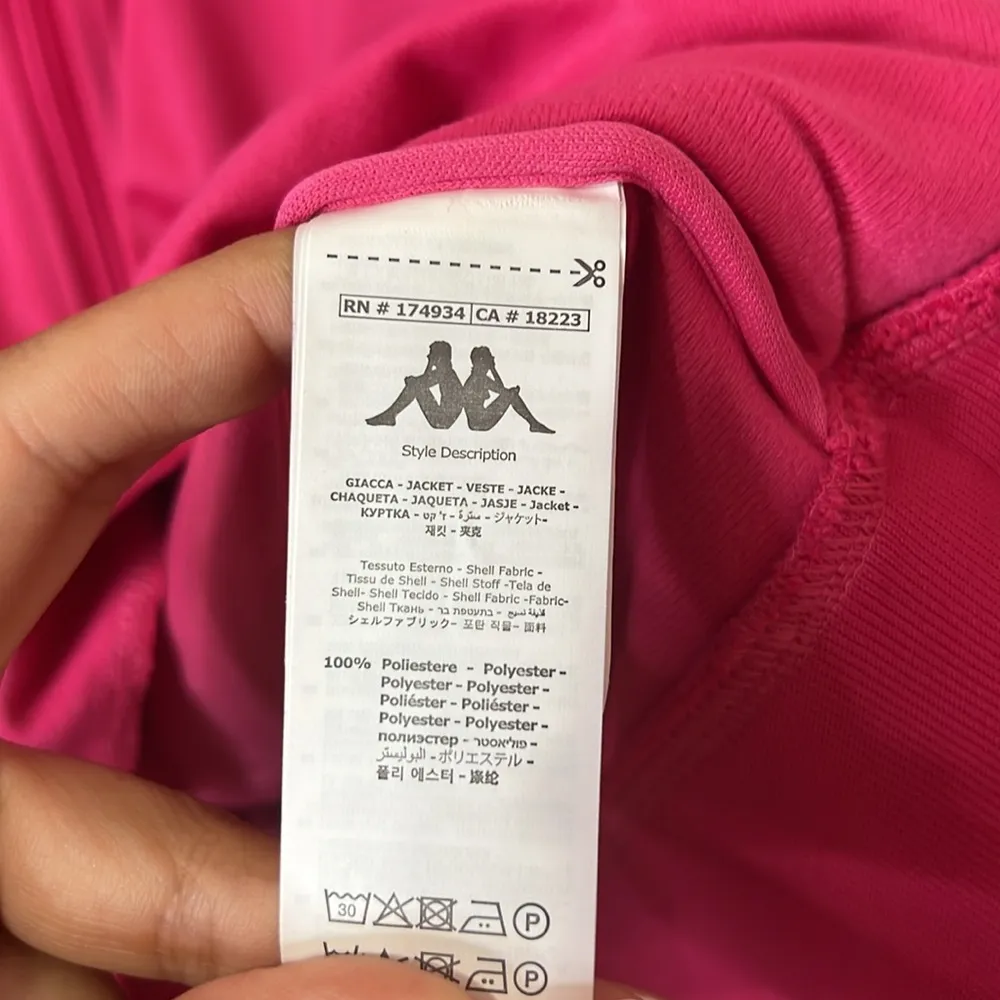 RN # 174934 CA # 18223
Style Description
GIACCA - JACKET - VESTE - JACKE -
CHAQUETA - JAQUETA - JASJE - Jacket -
КУРТКА - ז'קט - سترة - ジャケット-
재킷 - 夹克
Tessuto Esterno - Shell Fabric -
Tissu de Shell - Shell Stoff -Tela de
Shell- Shell Tecido - Shell Fabric -Fabric-
Shell Ткань - בתעטפת בר -
シェルファブリック- 포탄 직물- 面料
100% Poliestere - Polyester -
Polyester - Polyester -
Poliéster - Poliéster -
Polyester - Polyester -
полиэстер - פוליאסטר -
البوليستر -ポリエステル -
폴리 에스터 - 涤纶
30 P
P